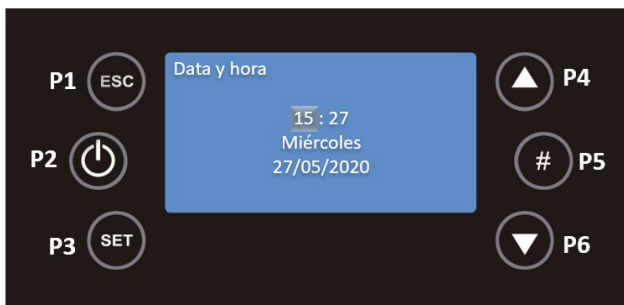 P1 ESC
P2
P3 SET
Data y hora
15 : 27
Miércoles
27/05/2020
P4
# P5
P6